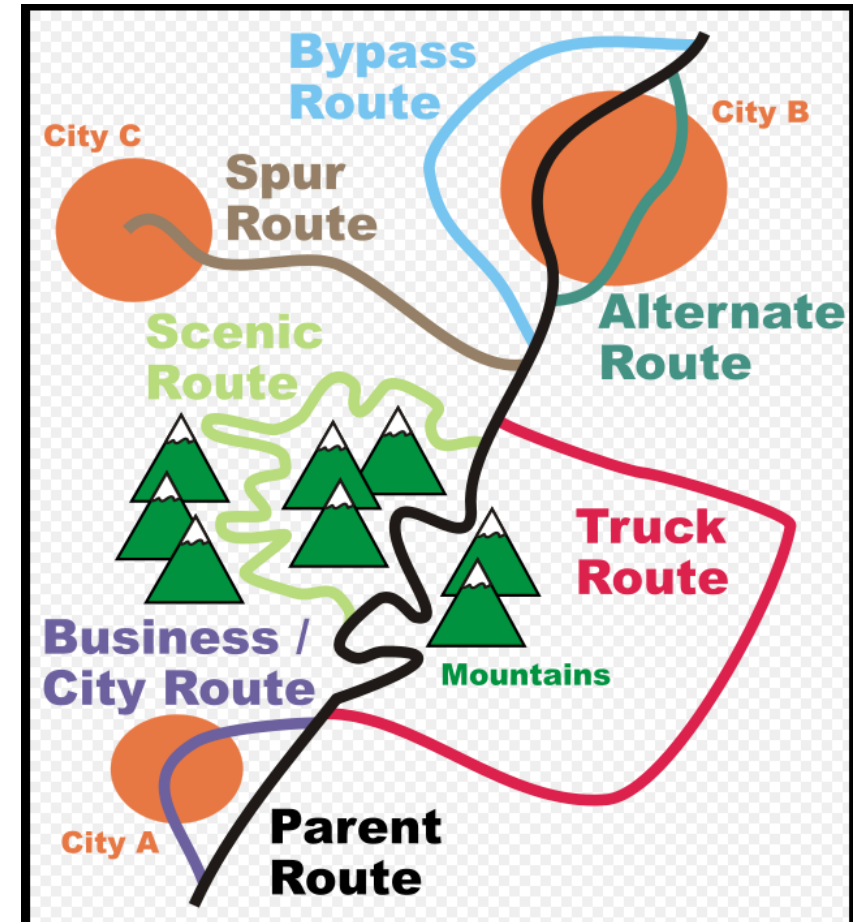 Bypass
Route
City B
City C
Spur
Route
Alternate
Route
Scenic
Route
Truck
Route
Business /
City Route
Mountains
Parent
Route
City A